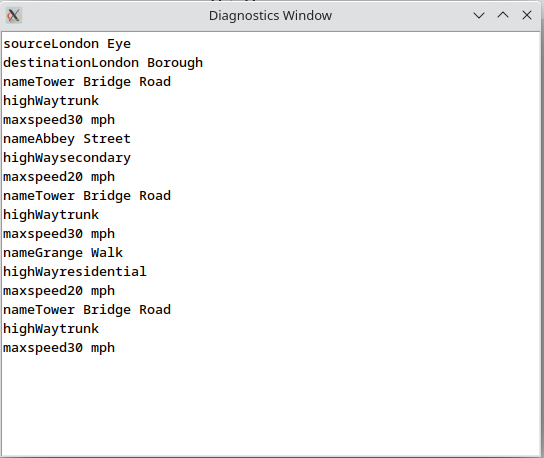 Diagnostics Window
sourceLondon Eye
destinationLondon Borough
nameTower Bridge Road
highWaytrunk
maxspeed30 mph
nameAbbey Street
highWaysecondary
maxspeed20 mph
nameTower Bridge Road
highWaytrunk
maxspeed30 mph
nameGrange Walk
highWayresidential
maxspeed20 mph
nameTower Bridge Road
highWaytrunk
maxspeed30 mph